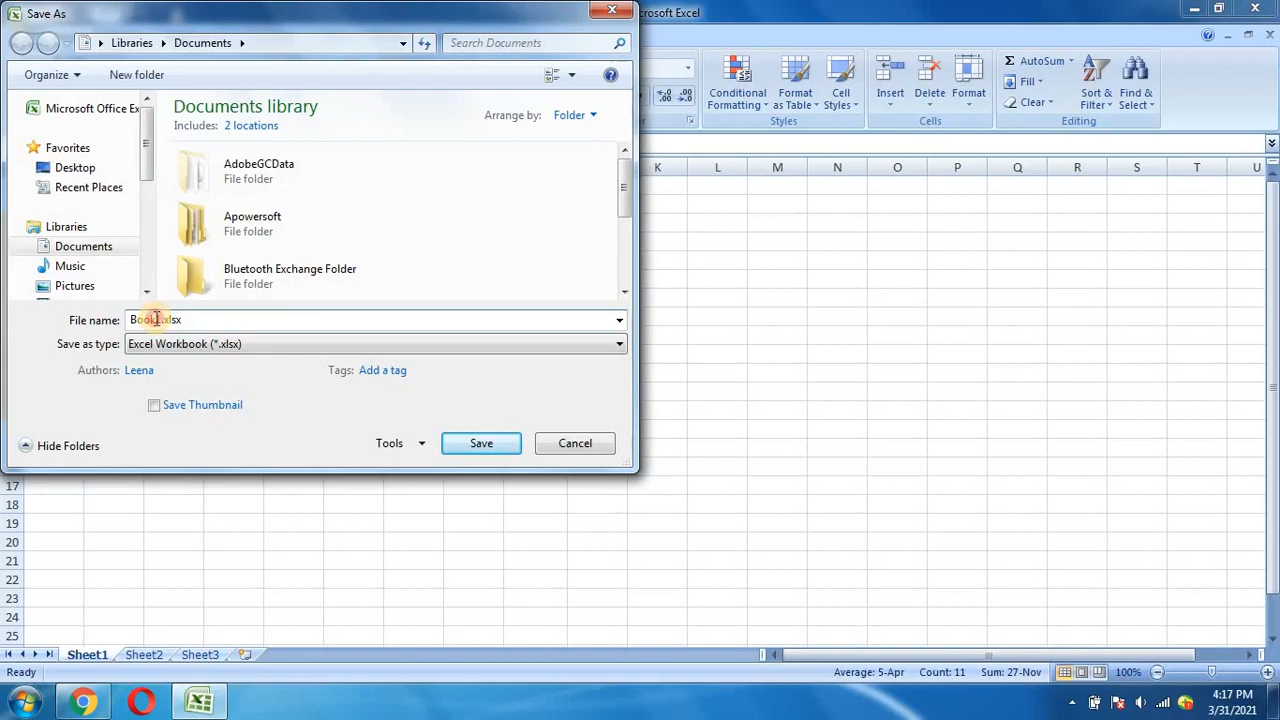 Save As
crosoft Excel
Libraries Documents
Search Documents
Organize New folder
Microsoft Office Ex
Favorites
Desktop
Recent Places
Libraries
Documents
Music
Pictures
Documents library
Includes: 2 locations
Arrange by: Folder
AdobeGCData
File folder
Apowersoft
File folder
Bluetooth Exchange Folder
File folder
File name:
.xlsx
Save as type: Excel Workbook (*.xlsx)
Authors: Leena
Tags: Add a tag
Save Thumbnail
Hide Folders
Tools Save Cancel
Conditional
Formatting
Format
as Table
Cell
Styles
Styles
Insert
Delete
Format
Cells
AutoSum
Fill
Clear
Sort &
Filter
Find &
Select
Editing
K L M N O P Q R S T U
17
18
19
20
21
22
23
24
25
Sheet1 Sheet2 Sheet3
Ready
Average: 5-Apr Count: 11 Sum: 27-Nov 100%
4:17 PM
3/31/2021